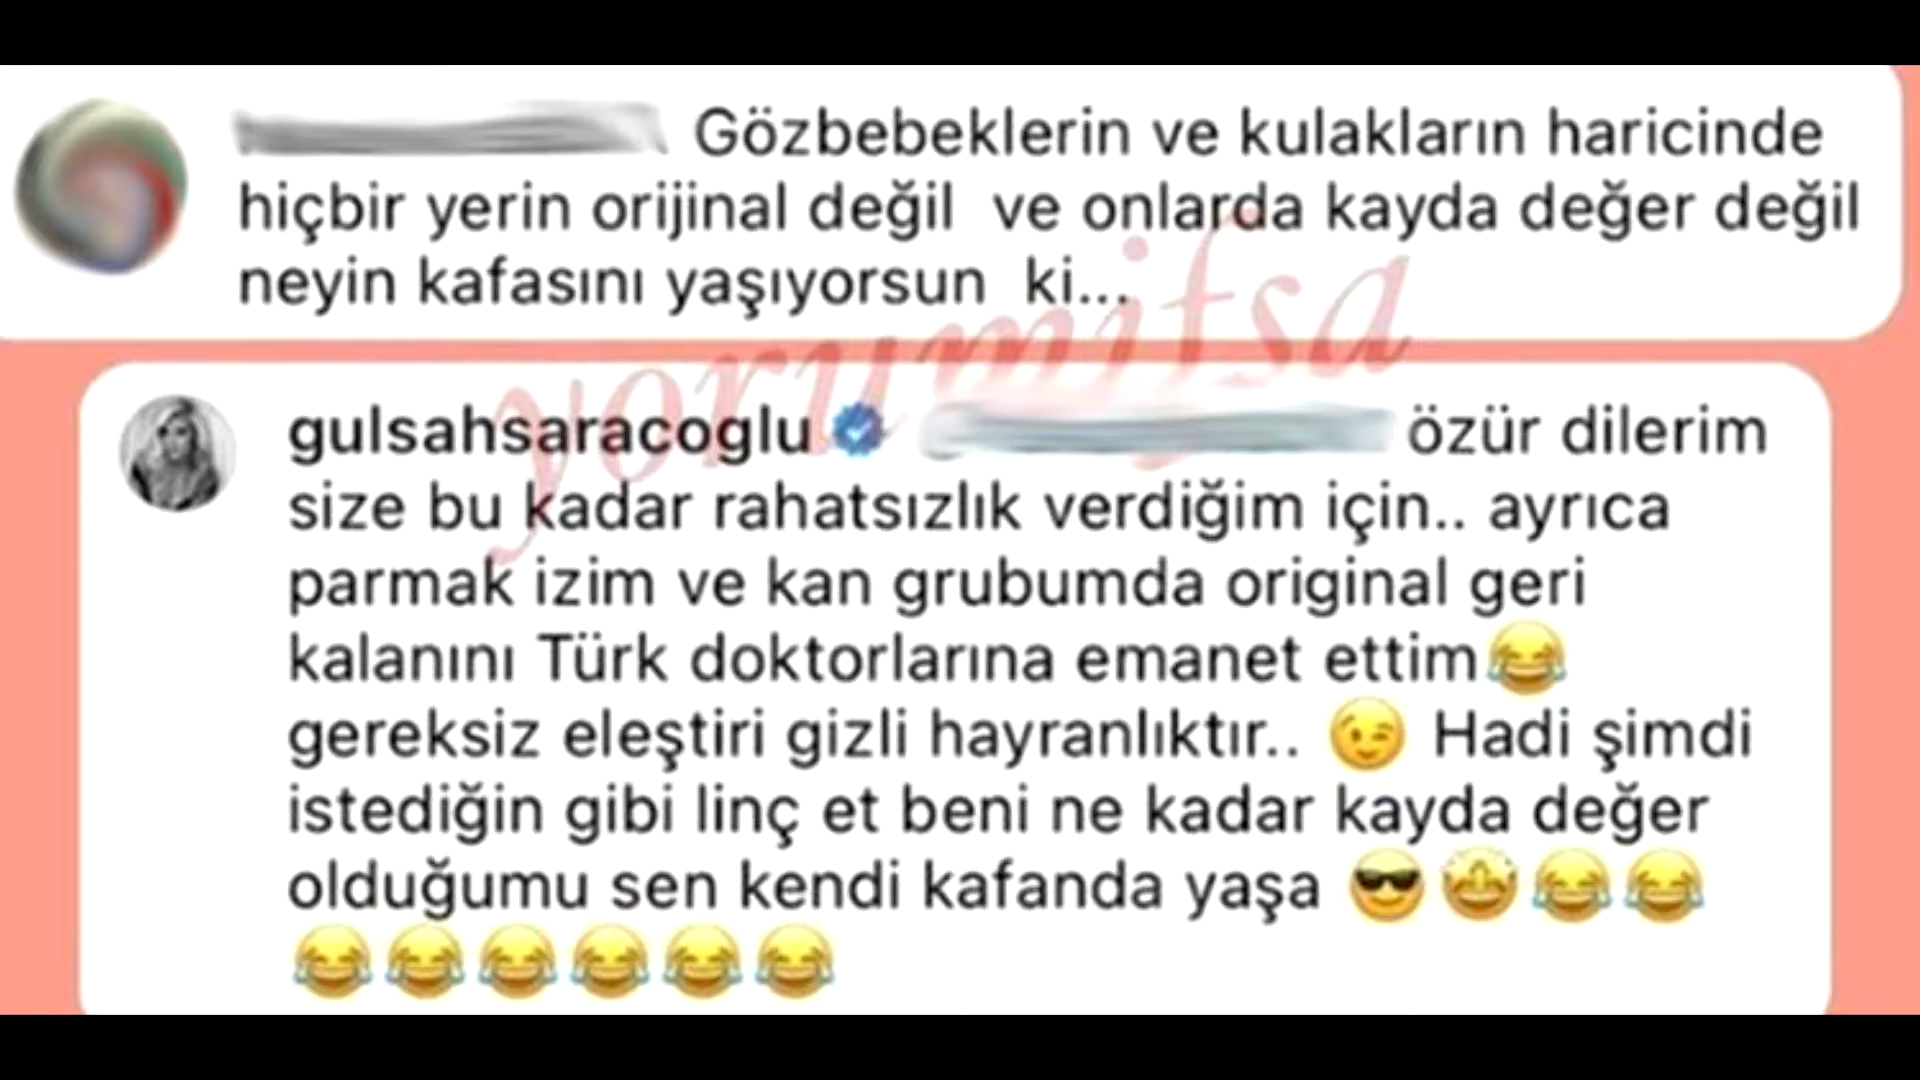 Gözbebeklerin ve kulakların haricinde
hiçbir yerin orijinal değil ve onlarda kayda değer değil
neyin kafasını yaşıyorsun ki...
yorumifsa
gulsahsaracoglu özür dilerim
size bu kadar rahatsızlık verdiğim için.. ayrıca
parmak izim ve kan grubumda original geri
kalanını Türk doktorlarına emanet ettim😂
gereksiz eleştiri gizli hayranlıktır.. 😉 Hadi şimdi
istediğin gibi linç et beni ne kadar kayda değer
olduğumu sen kendi kafanda yaşa 😎🤩😂😂
😂😂😂😂😂😂